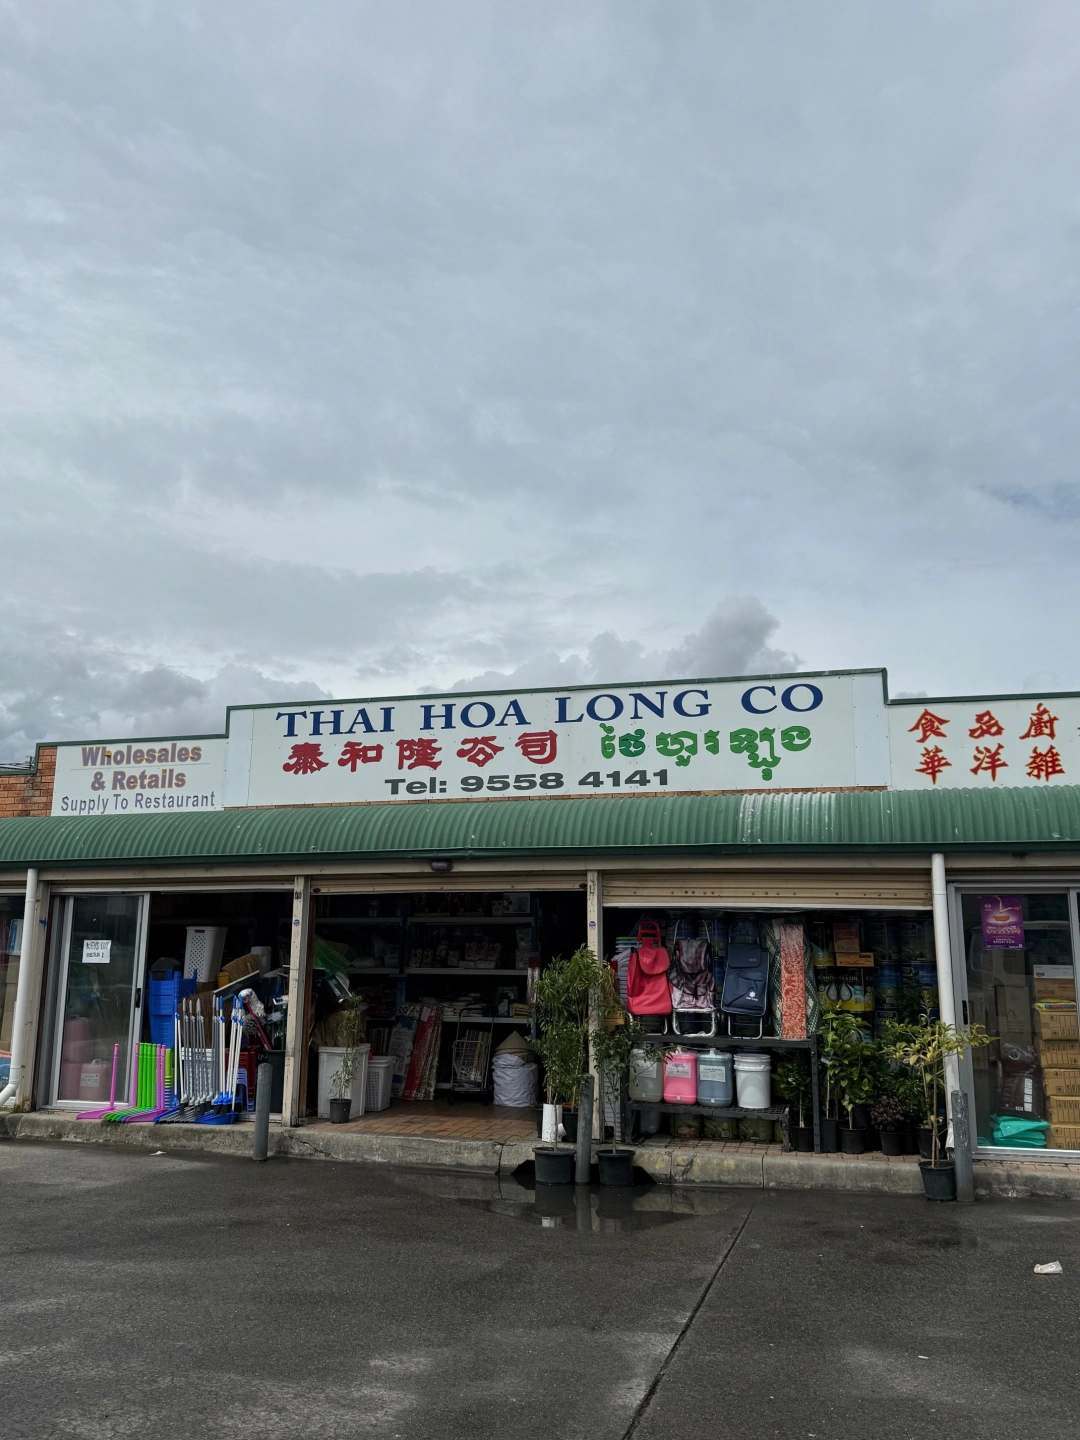 Wholesales
& Retails
Supply To Restaurant
THAI HOA LONG CO
泰和隆公司 ថៃហួរឡុង
Tel: 9558 4141
食品廚
華洋雜